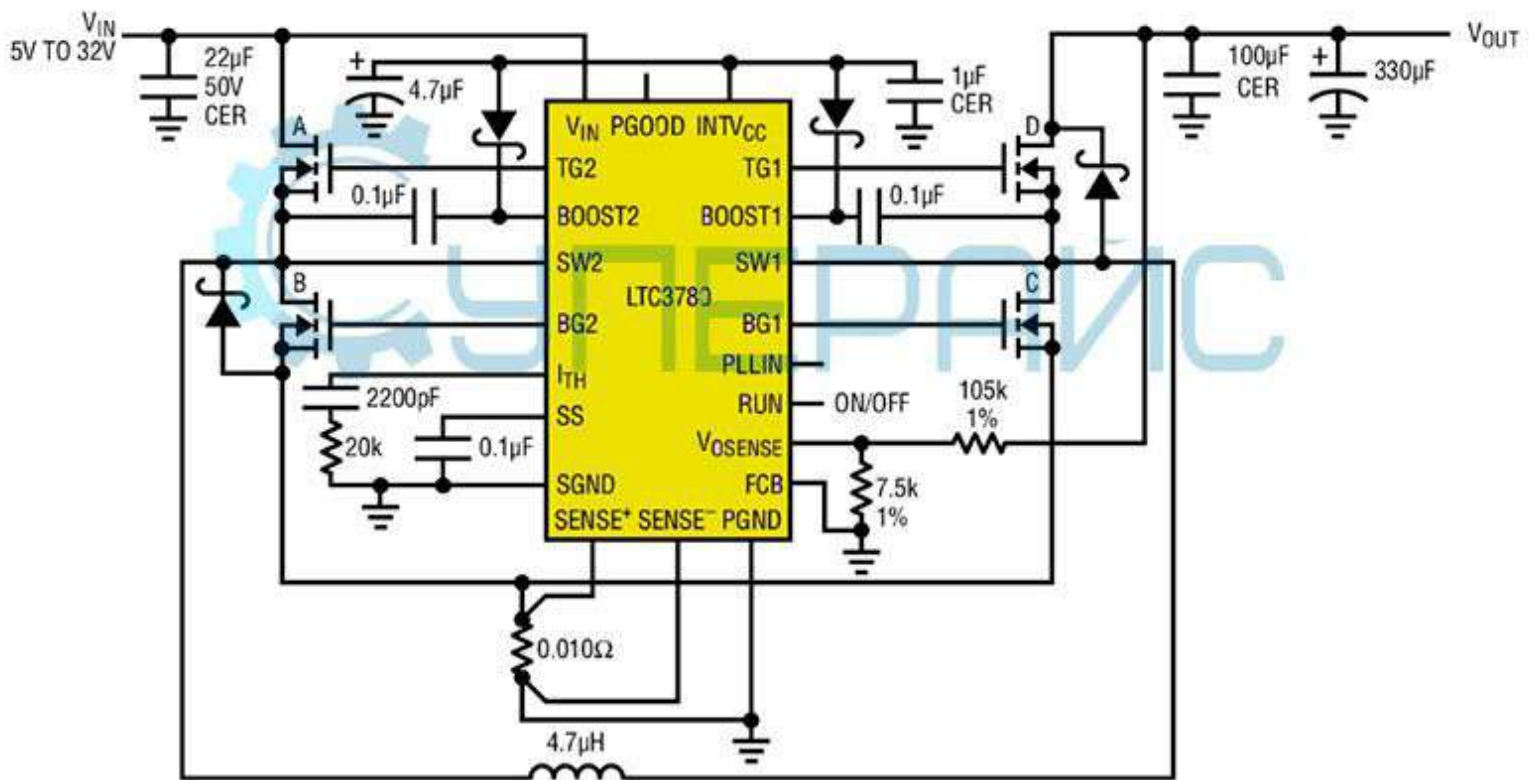 VIN
5V TO 32V
22µF
50V
CER
+
4.7µF
1µF
CER
100µF
CER
+
330µF
VOUT
A
D
VIN PGOOD INTVCC
TG2
TG1
0.1µF
0.1µF
BOOST2
BOOST1
SW2
SW1
B
C
LTC3780
BG2
BG1
PLLIN
ITH
2200pF
RUN
ON/OFF
105k
1%
SS
20k
0.1µF
VOSENSE
SGND
FCB
7.5k
1%
SENSE+ SENSE− PGND
0.010Ω
4.7µH
УПЕРАЙС